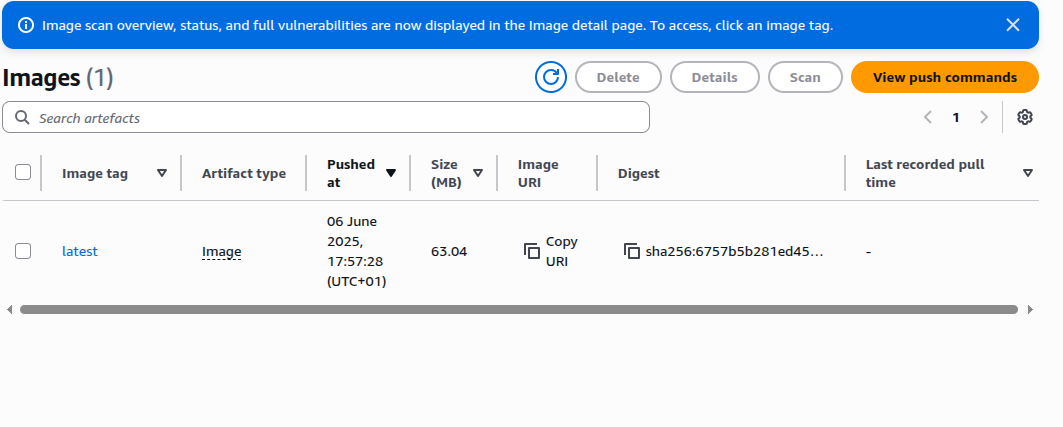 Image scan overview, status, and full vulnerabilities are now displayed in the Image detail page. To access, click an image tag.
Images (1)
Delete
Details
Scan
View push commands
Search artefacts
1
Image tag
Artifact type
Pushed
at
Size
(MB)
Image
URI
Digest
Last recorded pull
time
latest
Image
06 June
2025,
17:57:28
(UTC+01)
63.04
Copy
URI
sha256:6757b5b281ed45...
-